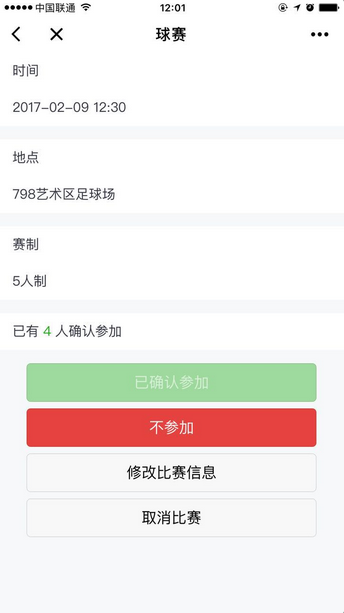 中国联通
12:01
球赛
时间
2017-02-09 12:30
地点
798艺术区足球场
赛制
5人制
已有 4 人确认参加
已确认参加
不参加
修改比赛信息
取消比赛